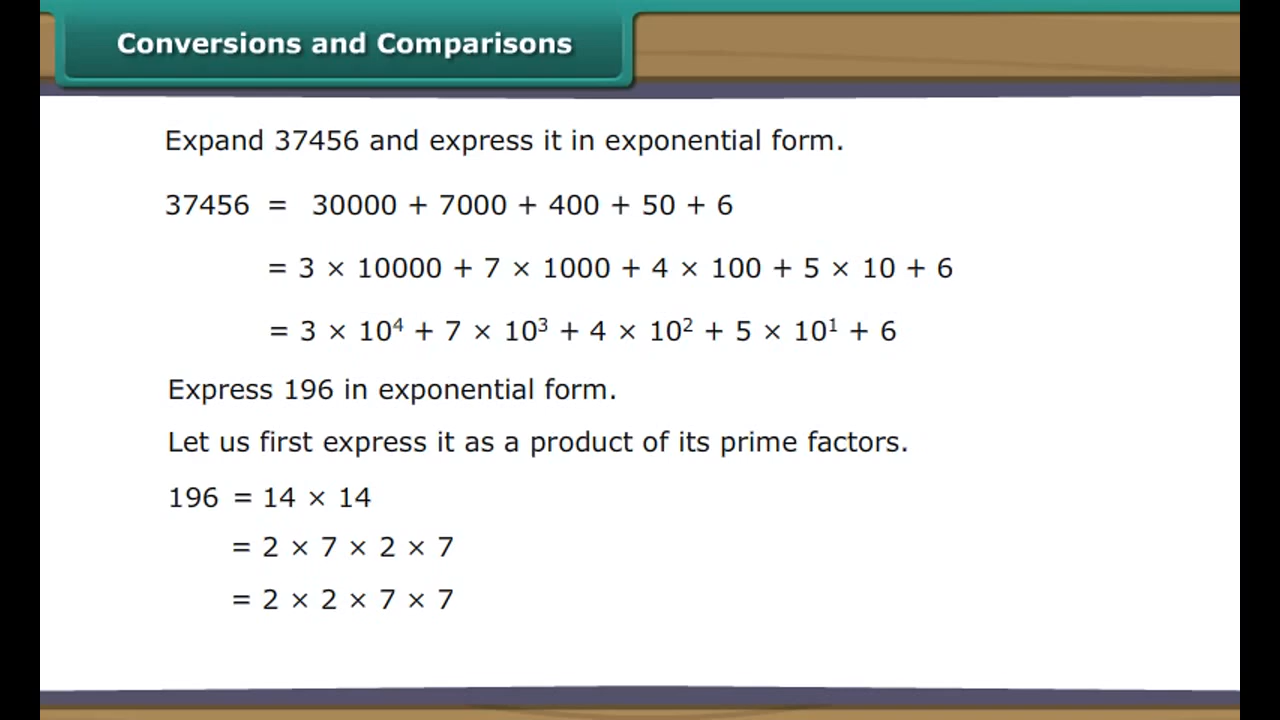 Conversions and Comparisons
Expand 37456 and express it in exponential form.
37456 = 30000 + 7000 + 400 + 50 + 6
= 3 × 10000 + 7 × 1000 + 4 × 100 + 5 × 10 + 6
= 3 × 10⁴ + 7 × 10³ + 4 × 10² + 5 × 10¹ + 6
Express 196 in exponential form.
Let us first express it as a product of its prime factors.
196 = 14 × 14
= 2 × 7 × 2 × 7
= 2 × 2 × 7 × 7